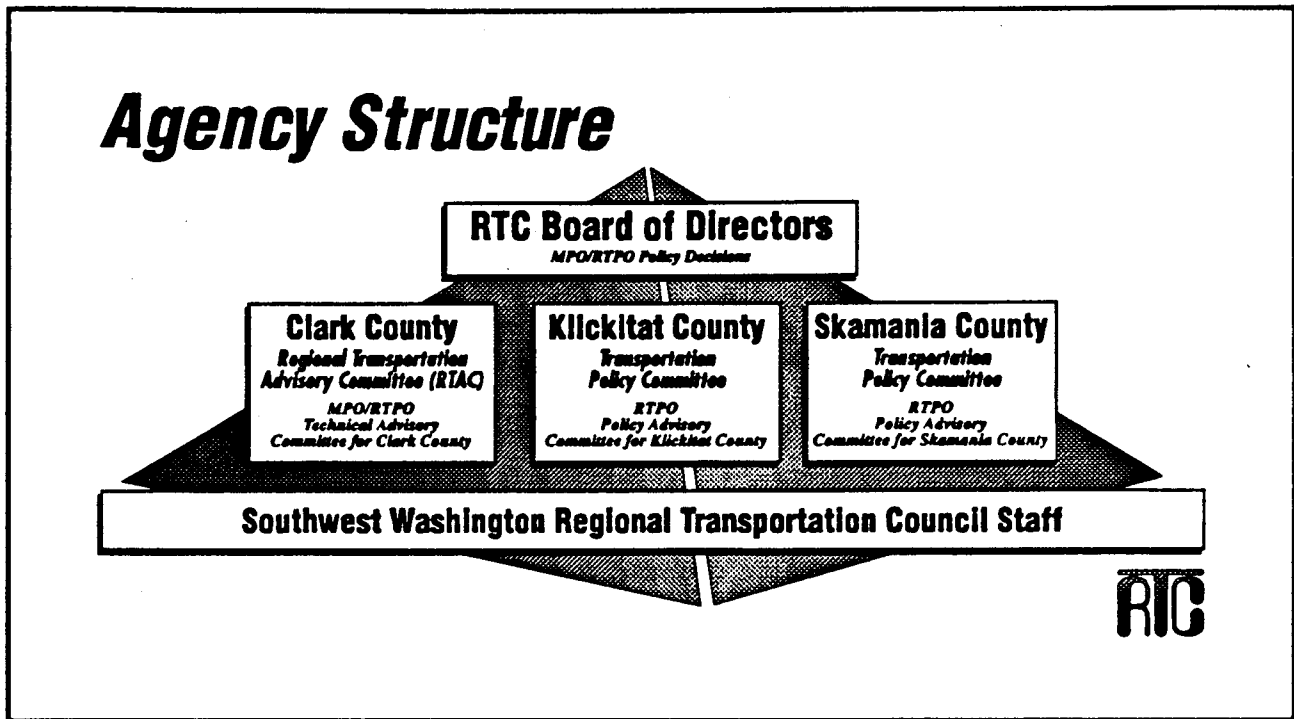 Agency Structure
RTC Board of Directors
MPO/RTPO Policy Decisions
Clark County
Regional Transportation
Advisory Committee (RTAC)
MPO/RTPO
Technical Advisory
Committee for Clark County
Klickitat County
Transportation
Policy Committee
RTPO
Policy Advisory
Committee for Klickitat County
Skamania County
Transportation
Policy Committee
RTPO
Policy Advisory
Committee for Skamania County
Southwest Washington Regional Transportation Council Staff
RTC